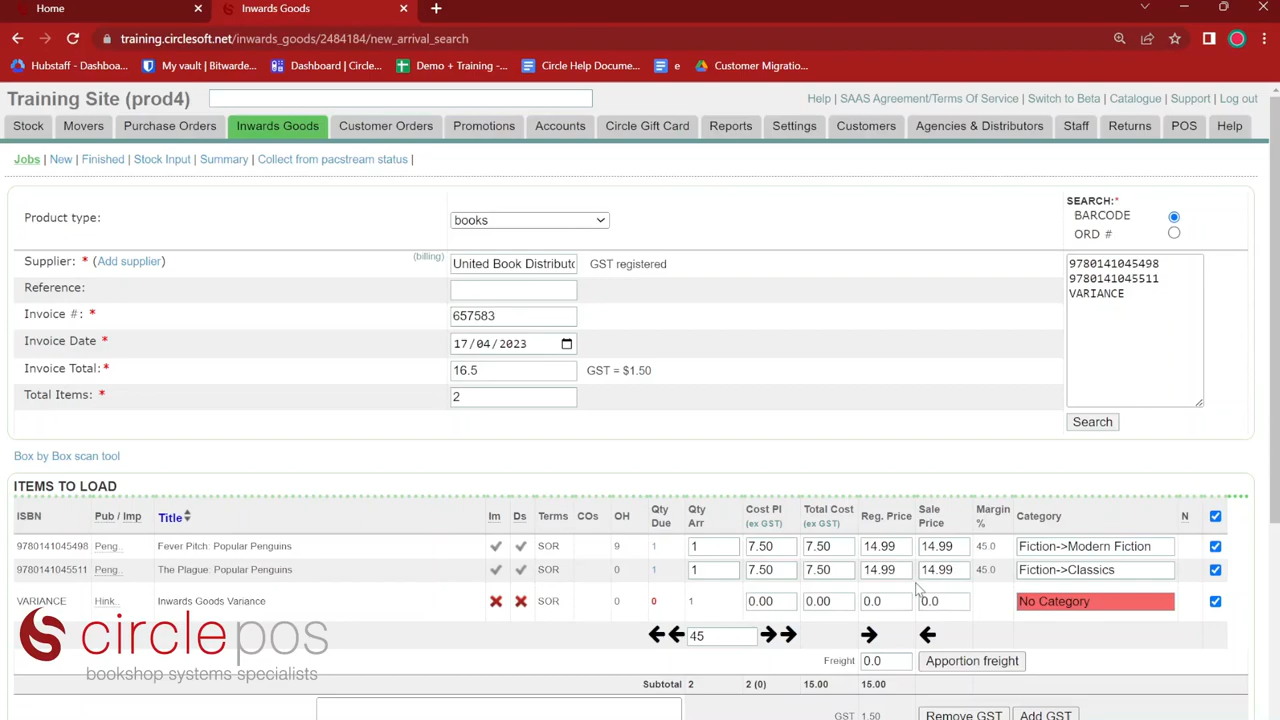 Home
Inwards Goods
training.circlesoft.net/inwards_goods/2484184/new_arrival_search
Hubstaff - Dashboa... My vault | Bitwarde... Dashboard | Circle... Demo + Training -... Circle Help Docume... e Customer Migratio...
Training Site (prod4)
Help | SAAS Agreement/Terms Of Service | Switch to Beta | Catalogue | Support | Log out
Stock Movers Purchase Orders Inwards Goods Customer Orders Promotions Accounts Circle Gift Card Reports Settings Customers Agencies & Distributors Staff Returns POS Help
Jobs | New | Finished | Stock Input | Summary | Collect from pacstream status |
Product type: books
SEARCH:*
BARCODE
ORD #
Supplier: * (Add supplier) (billing) United Book Distributo GST registered
Reference:
Invoice #: * 657583
Invoice Date * 17/04/2023
Invoice Total:* 16.5 GST = $1.50
Total Items: * 2
9780141045498
9780141045511
VARIANCE
Search
Box by Box scan tool
ITEMS TO LOAD
ISBN Pub / Imp Title Im Ds Terms COs OH Qty Due Qty Arr Cost PI (ex GST) Total Cost (ex GST) Reg. Price Sale Price Margin % Category N
9780141045498 Peng.. Fever Pitch: Popular Penguins SOR 9 1 1 7.50 7.50 14.99 14.99 45.0 Fiction->Modern Fiction
9780141045511 Peng.. The Plague: Popular Penguins SOR 0 1 1 7.50 7.50 14.99 14.99 45.0 Fiction->Classics
VARIANCE Hink.. Inwards Goods Variance SOR 0 0 1 0.00 0.00 0.0 0.0 No Category
45
Freight 0.0 Apportion freight
Subtotal 2 2 (0) 15.00 15.00
GST 1.50 Remove GST Add GST
circlepos
bookshop systems specialists